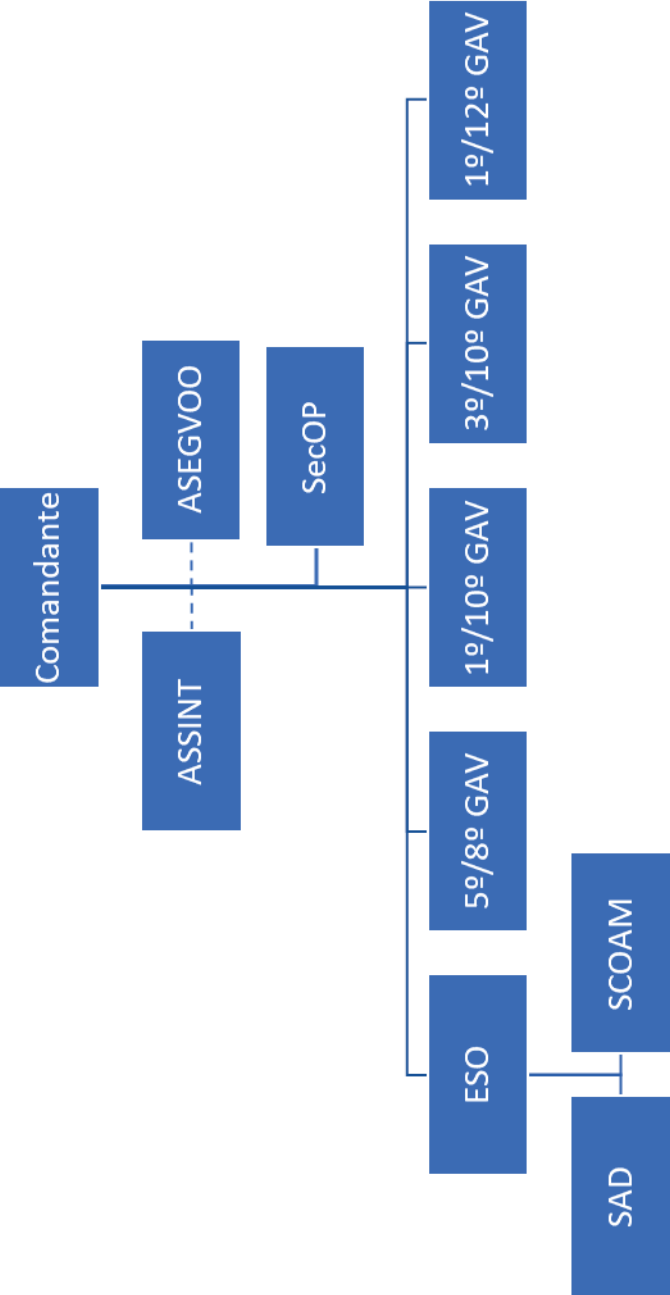 Comandante
ASSINT
ASEGVOO
SecOP
ESO
5º/8º GAV
1º/10º GAV
3º/10º GAV
1º/12º GAV
SAD
SCOAM